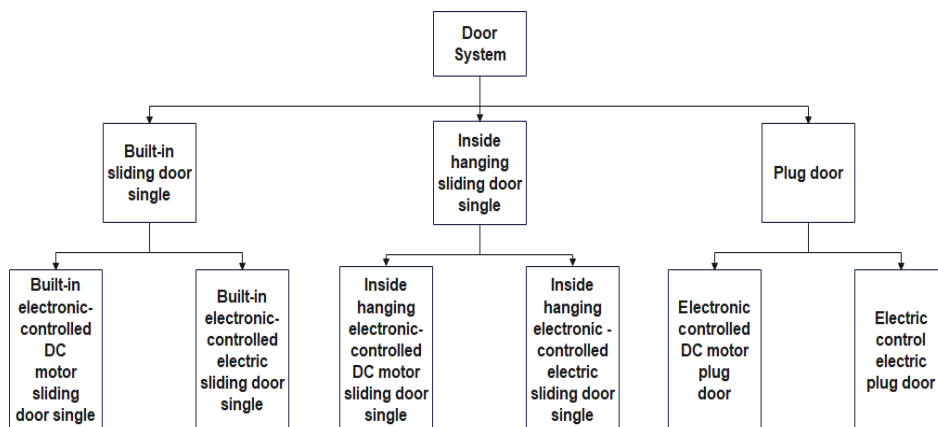 Door
System
Built-in
sliding door
single
Inside
hanging
sliding door
single
Plug door
Built-in
electronic-
controlled
DC
motor
sliding
door single
Built-in
electronic-
controlled
electric
sliding door
single
Inside
hanging
electronic-
controlled
DC motor
sliding door
single
Inside
hanging
electronic -
controlled
electric
sliding door
single
Electronic
controlled
DC motor
plug
door
Electric
control
electric
plug door